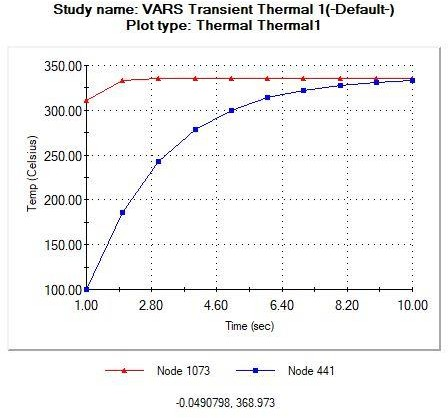 Study name: VARS Transient Thermal 1(-Default-)
Plot type: Thermal Thermal1
350.00
300.00
250.00
200.00
150.00
100.00
Temp (Celsius)
1.00 2.80 4.60 6.40 8.20 10.00
Time (sec)
Node 1073 Node 441
-0.0490798, 368.973